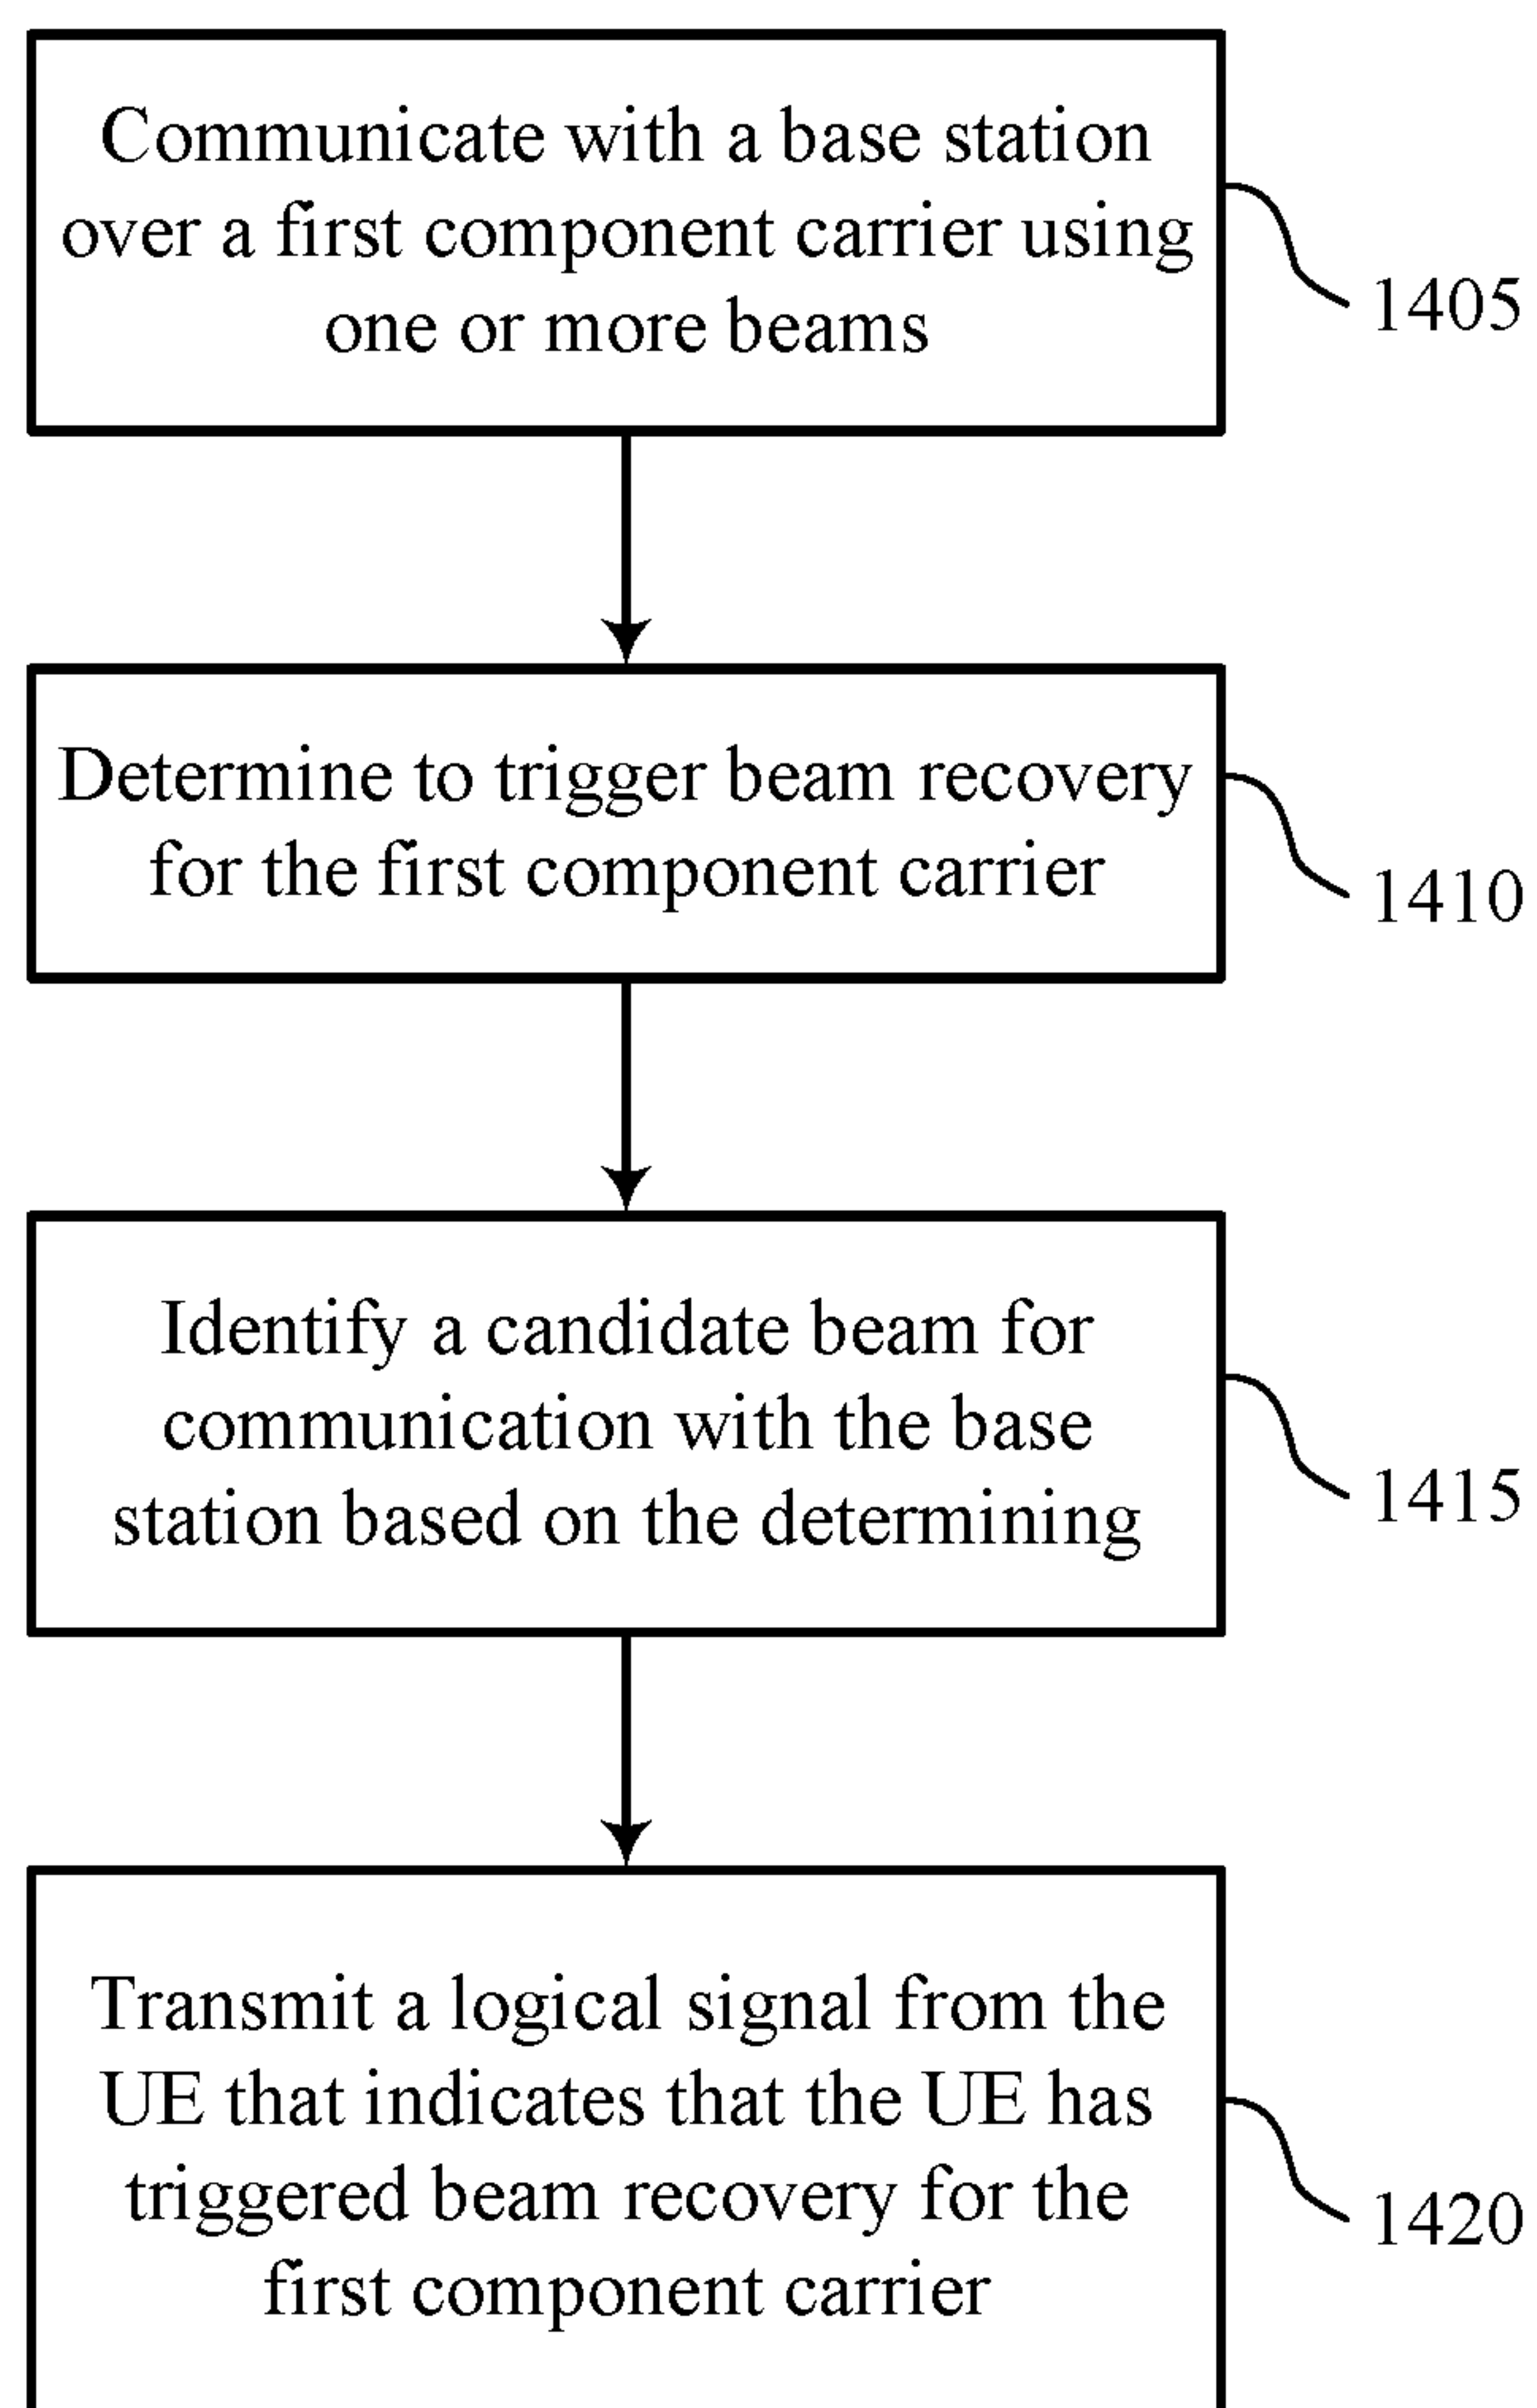 Communicate with a base station
over a first component carrier using
one or more beams
1405
Determine to trigger beam recovery
for the first component carrier
1410
Identify a candidate beam for
communication with the base
station based on the determining
1415
Transmit a logical signal from the
UE that indicates that the UE has
triggered beam recovery for the
first component carrier
1420